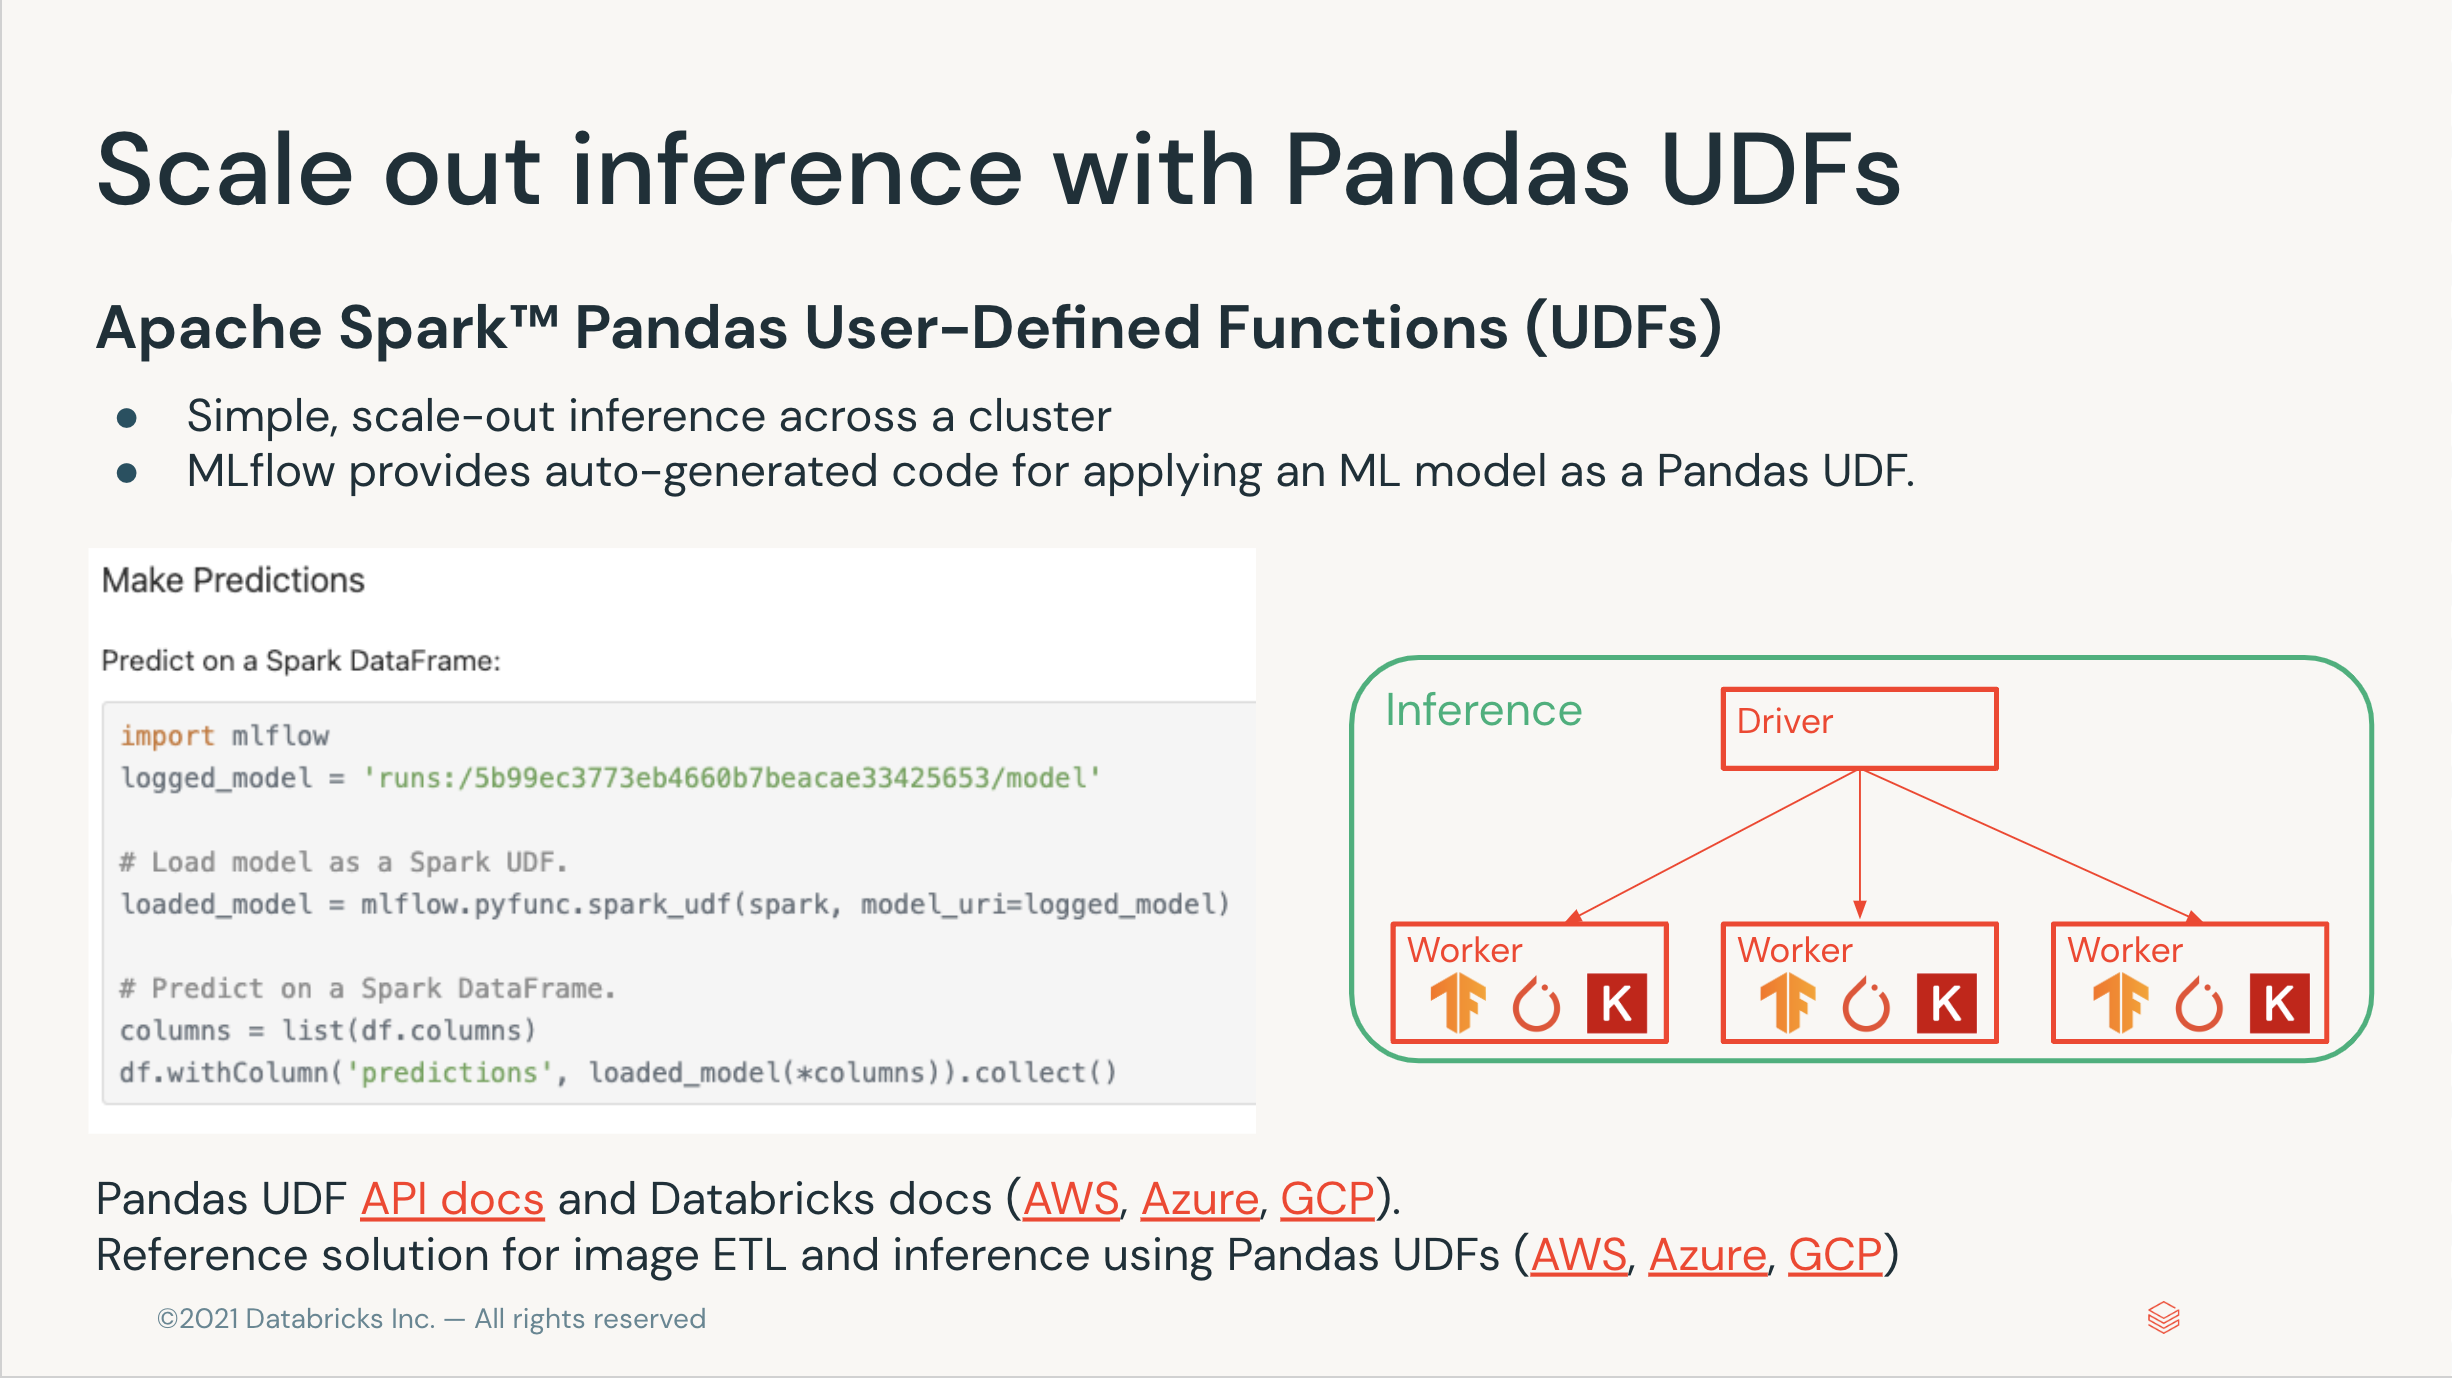 Scale out inference with Pandas UDFs
Apache Spark™ Pandas User-Defined Functions (UDFs)
● Simple, scale-out inference across a cluster
● MLflow provides auto-generated code for applying an ML model as a Pandas UDF.
Make Predictions
Predict on a Spark DataFrame:
import mlflow
logged_model = 'runs:/5b99ec3773eb4660b7beacae33425653/model'
# Load model as a Spark UDF.
loaded_model = mlflow.pyfunc.spark_udf(spark, model_uri=logged_model)
# Predict on a Spark DataFrame.
columns = list(df.columns)
df.withColumn('predictions', loaded_model(*columns)).collect()
Inference
Driver
Worker
K
Worker
K
Worker
K
Pandas UDF API docs and Databricks docs (AWS, Azure, GCP).
Reference solution for image ETL and inference using Pandas UDFs (AWS, Azure, GCP)
©2021 Databricks Inc. — All rights reserved